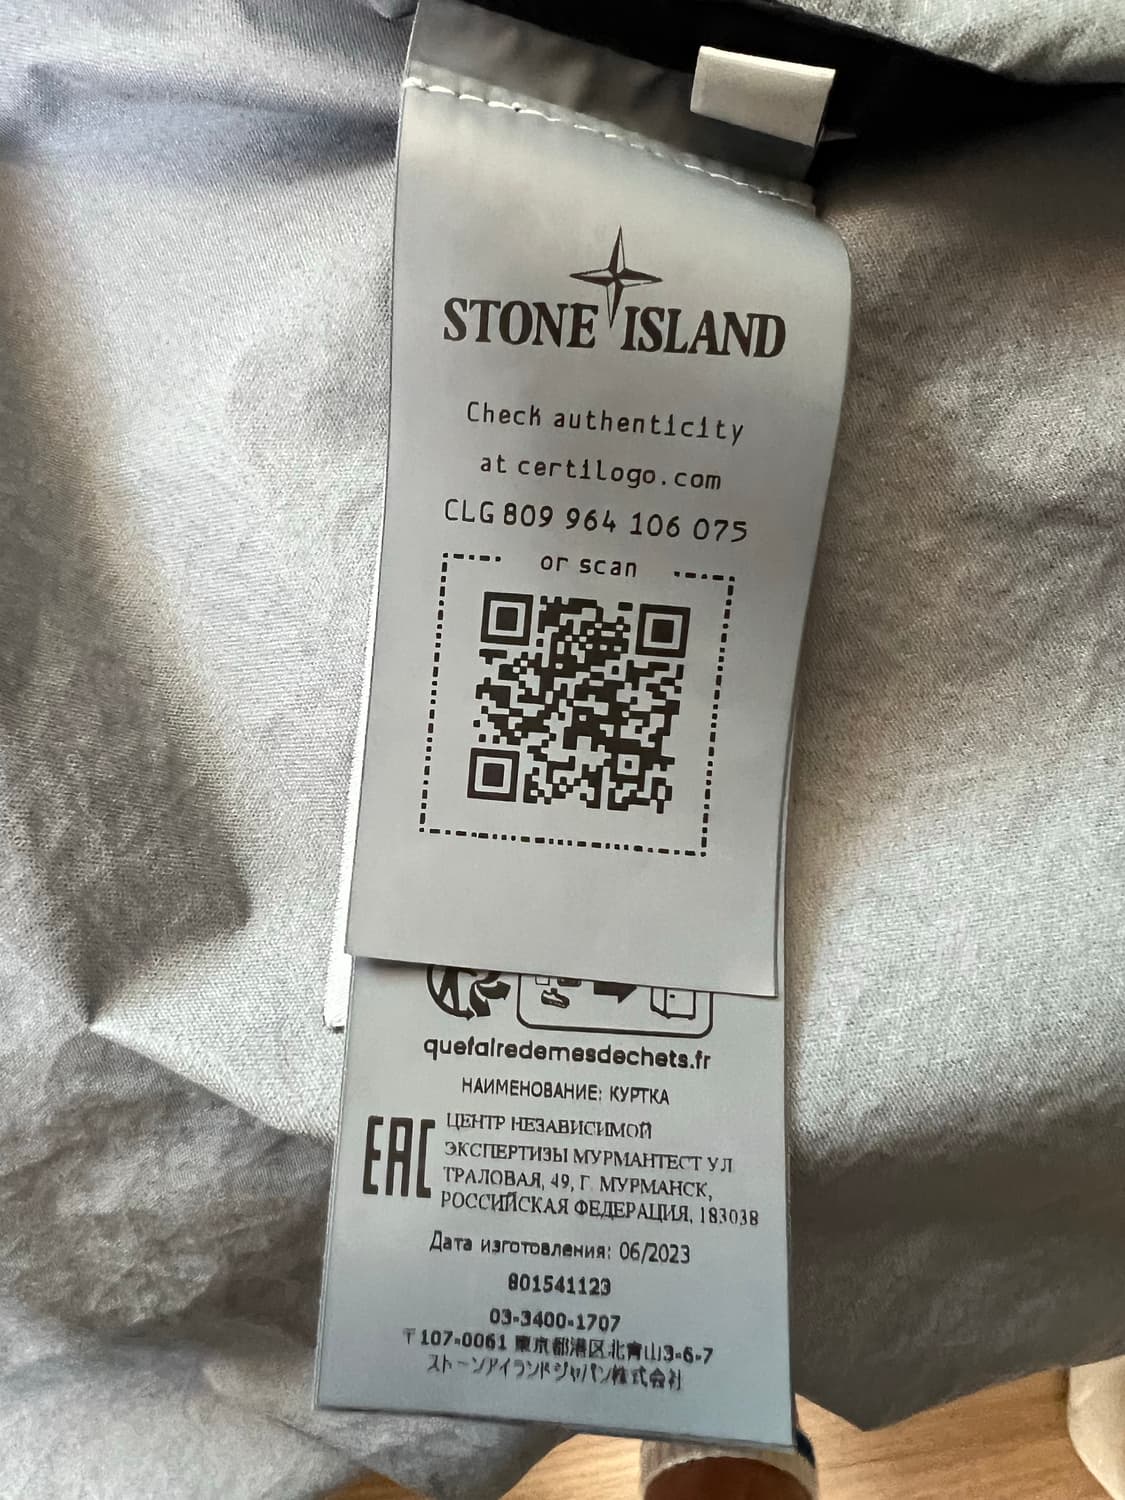 STONE ISLAND
Check authenticity
at certilogo.com
CLG 809 964 106 075
or scan
quefairedemesdechets.fr
НАИМЕНОВАНИЕ: КУРТКА
EAC
ЦЕНТР НЕЗАВИСИМОЙ
ЭКСПЕРТИЗЫ МУРМАНТЕСТ УЛ
ТРАЛОВАЯ, 49, Г. МУРМАНСК,
РОССИЙСКАЯ ФЕДЕРАЦИЯ, 183038
Дата изготовления: 06/2023
801541123
03-3400-1707
〒107-0061 東京都港区北青山3-6-7
ストーンアイランドジャパン株式会社